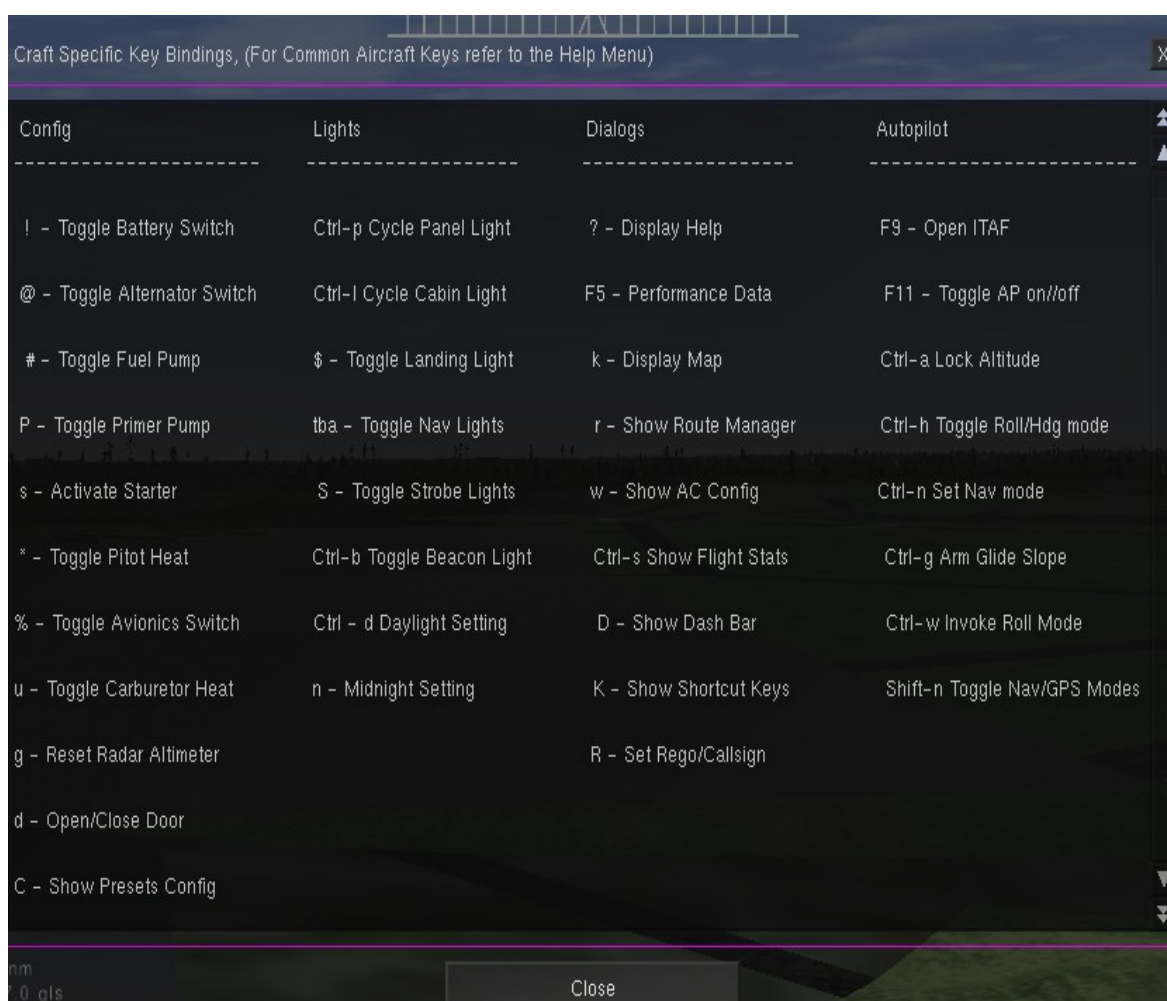 Craft Specific Key Bindings, (For Common Aircraft Keys refer to the Help Menu)
X
Config Lights Dialogs Autopilot
---------------------- ------------------- ------------------- ------------------------
! - Toggle Battery Switch Ctrl-p Cycle Panel Light ? - Display Help F9 - Open ITAF
@ - Toggle Alternator Switch Ctrl-l Cycle Cabin Light F5 - Performance Data F11 - Toggle AP on//off
# - Toggle Fuel Pump $ - Toggle Landing Light k - Display Map Ctrl-a Lock Altitude
P - Toggle Primer Pump tba - Toggle Nav Lights r - Show Route Manager Ctrl-h Toggle Roll/Hdg mode
s - Activate Starter S - Toggle Strobe Lights w - Show AC Config Ctrl-n Set Nav mode
* - Toggle Pitot Heat Ctrl-b Toggle Beacon Light Ctrl-s Show Flight Stats Ctrl-g Arm Glide Slope
% - Toggle Avionics Switch Ctrl - d Daylight Setting D - Show Dash Bar Ctrl-w Invoke Roll Mode
u - Toggle Carburetor Heat n - Midnight Setting K - Show Shortcut Keys Shift-n Toggle Nav/GPS Modes
g - Reset Radar Altimeter R - Set Rego/Callsign
d - Open/Close Door
C - Show Presets Config
nm
.0 gls
Close